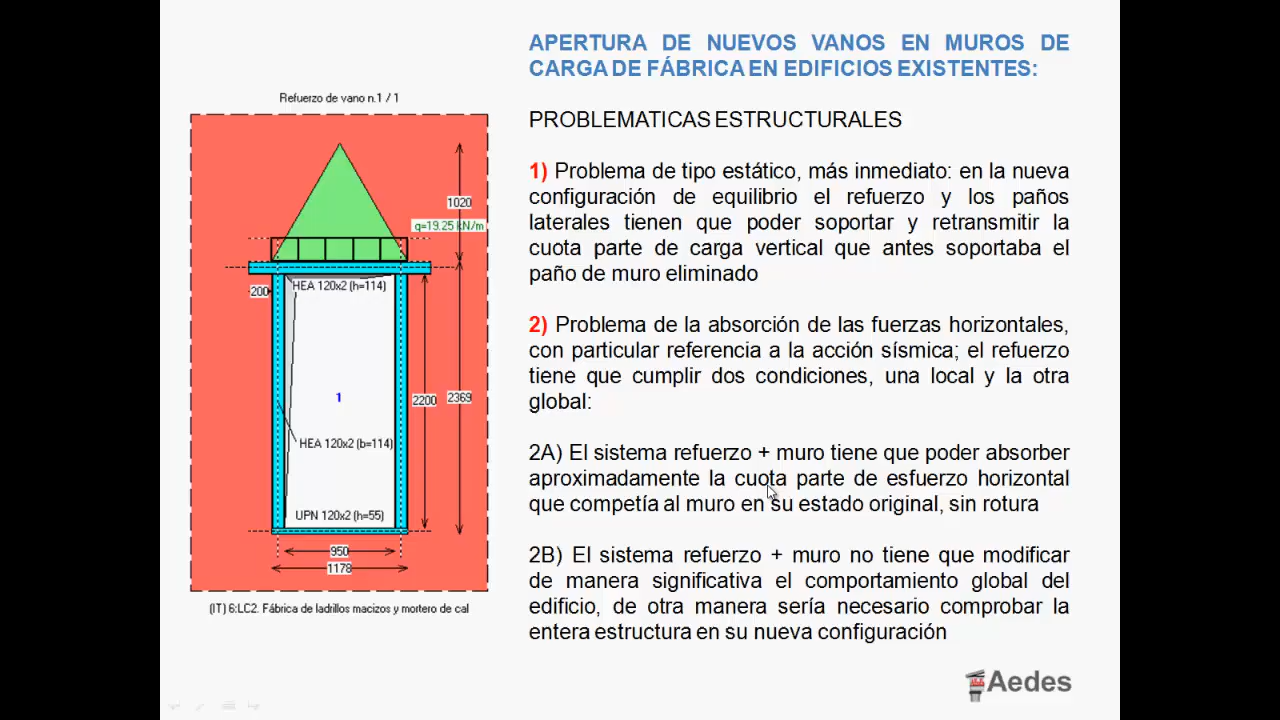 APERTURA DE NUEVOS VANOS EN MUROS DE
CARGA DE FÁBRICA EN EDIFICIOS EXISTENTES:
Refuerzo de vano n.1 / 1
1020
q=19.25 kN/m
200
HEA 120x2 (h=114)
1
2200
2369
HEA 120x2 (b=114)
UPN 120x2 (h=55)
950
1178
(IT) 6:LC2. Fábrica de ladrillos macizos y mortero de cal
PROBLEMATICAS ESTRUCTURALES
1) Problema de tipo estático, más inmediato: en la nueva
configuración de equilibrio el refuerzo y los paños
laterales tienen que poder soportar y retransmitir la
cuota parte de carga vertical que antes soportaba el
paño de muro eliminado
2) Problema de la absorción de las fuerzas horizontales,
con particular referencia a la acción sísmica; el refuerzo
tiene que cumplir dos condiciones, una local y la otra
global:
2A) El sistema refuerzo + muro tiene que poder absorber
aproximadamente la cuota parte de esfuerzo horizontal
que competía al muro en su estado original, sin rotura
2B) El sistema refuerzo + muro no tiene que modificar
de manera significativa el comportamiento global del
edificio, de otra manera sería necesario comprobar la
entera estructura en su nueva configuración
Aedes